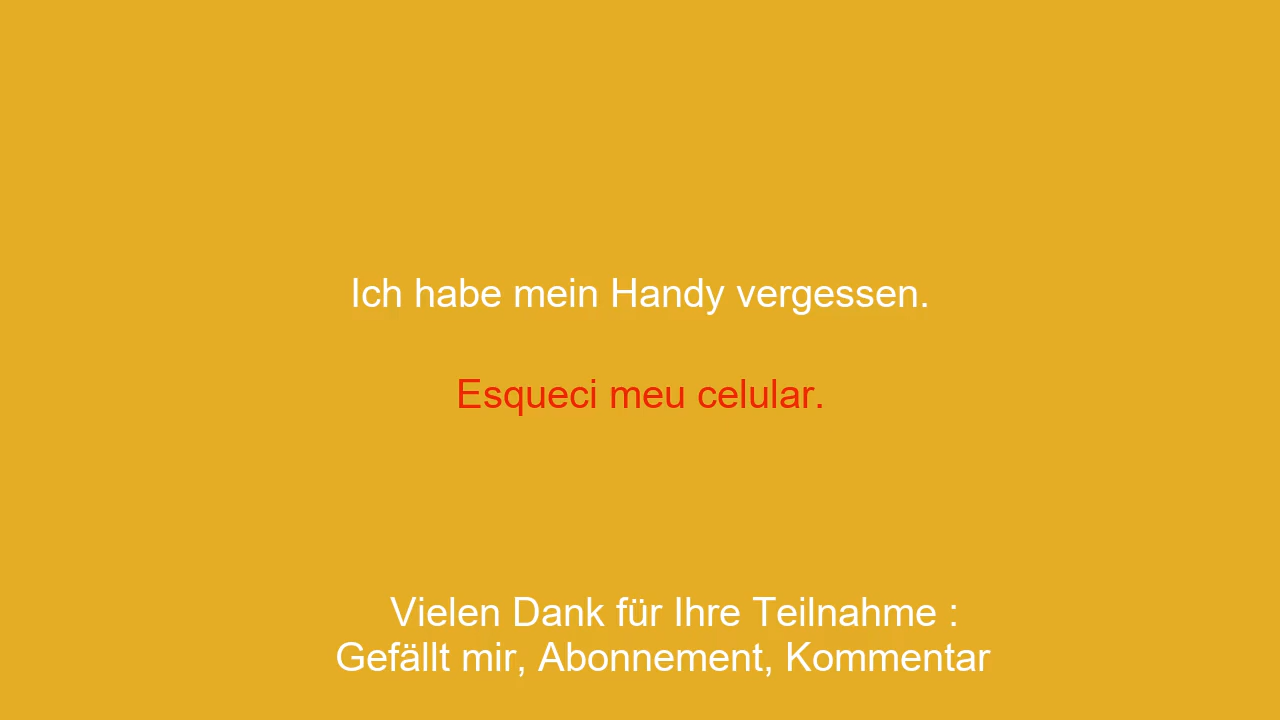 Ich habe mein Handy vergessen.
Esqueci meu celular.
Vielen Dank für Ihre Teilnahme :
Gefällt mir, Abonnement, Kommentar